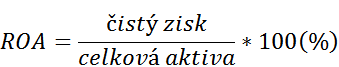 ROA = čistý zisk / celková aktiva * 100(%)